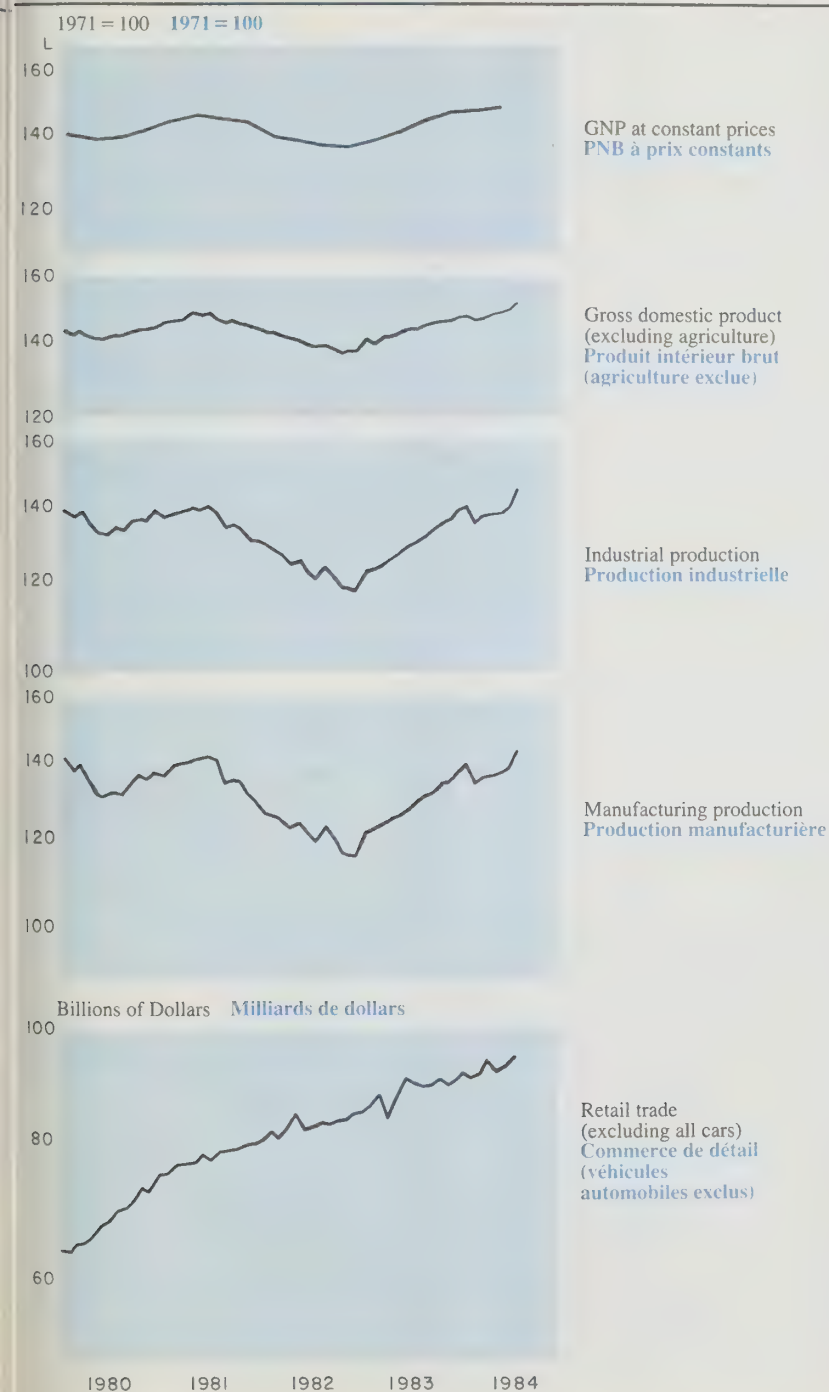 1971 = 100 1971 = 100
L
160
140
120
GNP at constant prices
PNB à prix constants
160
140
120
Gross domestic product
(excluding agriculture)
Produit intérieur brut
(agriculture exclue)
160
140
120
100
Industrial production
Production industrielle
160
140
120
100
Manufacturing production
Production manufacturière
Billions of Dollars Milliards de dollars
100
80
60
Retail trade
(excluding all cars)
Commerce de détail
(véhicules
automobiles exclus)
1980 1981 1982 1983 1984